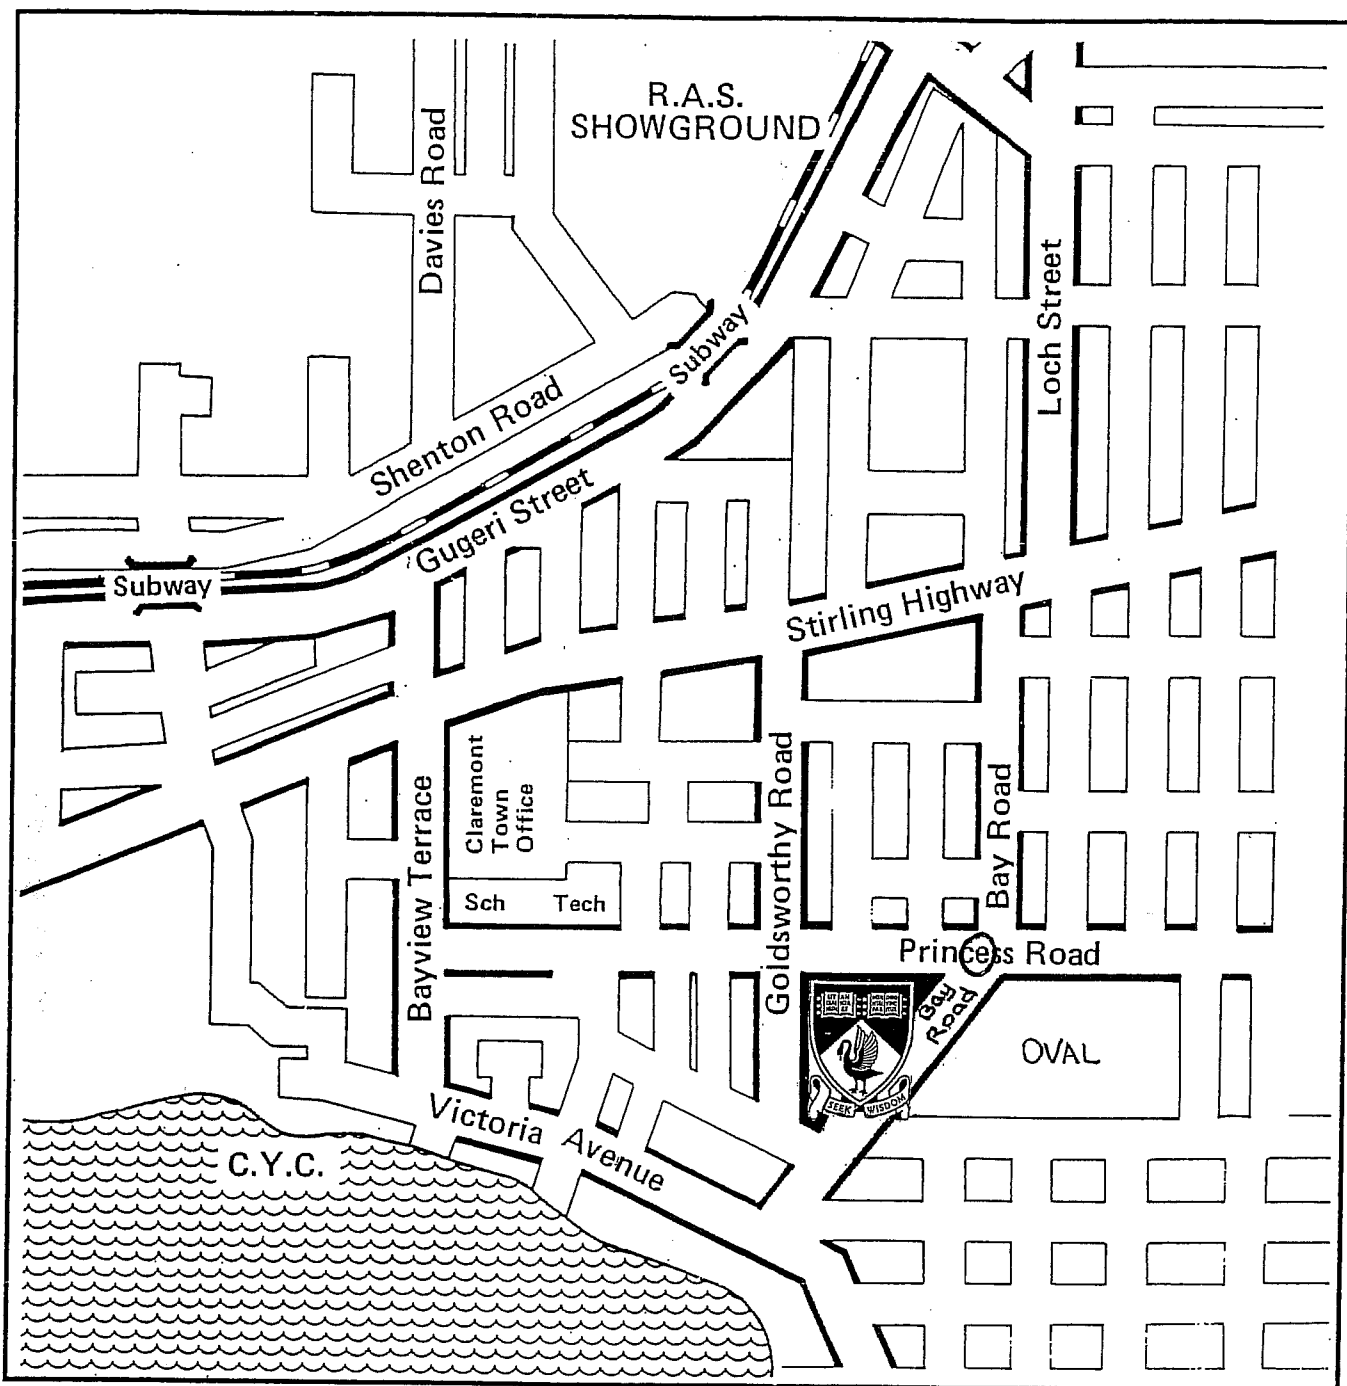 R.A.S.
SHOWGROUND
Davies Road
Loch Street
Subway
Shenton Road
Gugeri Street
Subway
Stirling Highway
Claremont
Town
Office
Bayview Terrace
Goldsworthy Road
Bay Road
Sch
Tech
Princess Road
Bay
Road
OVAL
SEEK
WISDOM
Victoria
Avenue
C.Y.C.